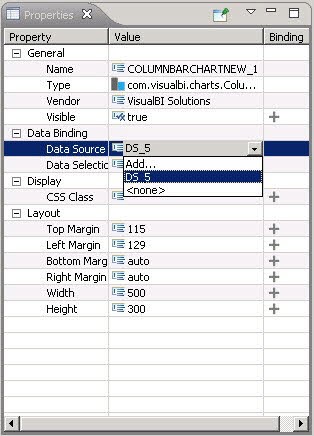 Properties
Property Value Binding
General
Name COLUMNBARCHARTNEW_1
Type com.visualbi.charts.Colu...
Vendor VisualBI Solutions
Visible true
Data Binding
Data Source DS_5
Data Selectio
Add...
DS_5
<none>
Display
CSS Class
Layout
Top Margin 115
Left Margin 129
Bottom Marg auto
Right Margin auto
Width 500
Height 300